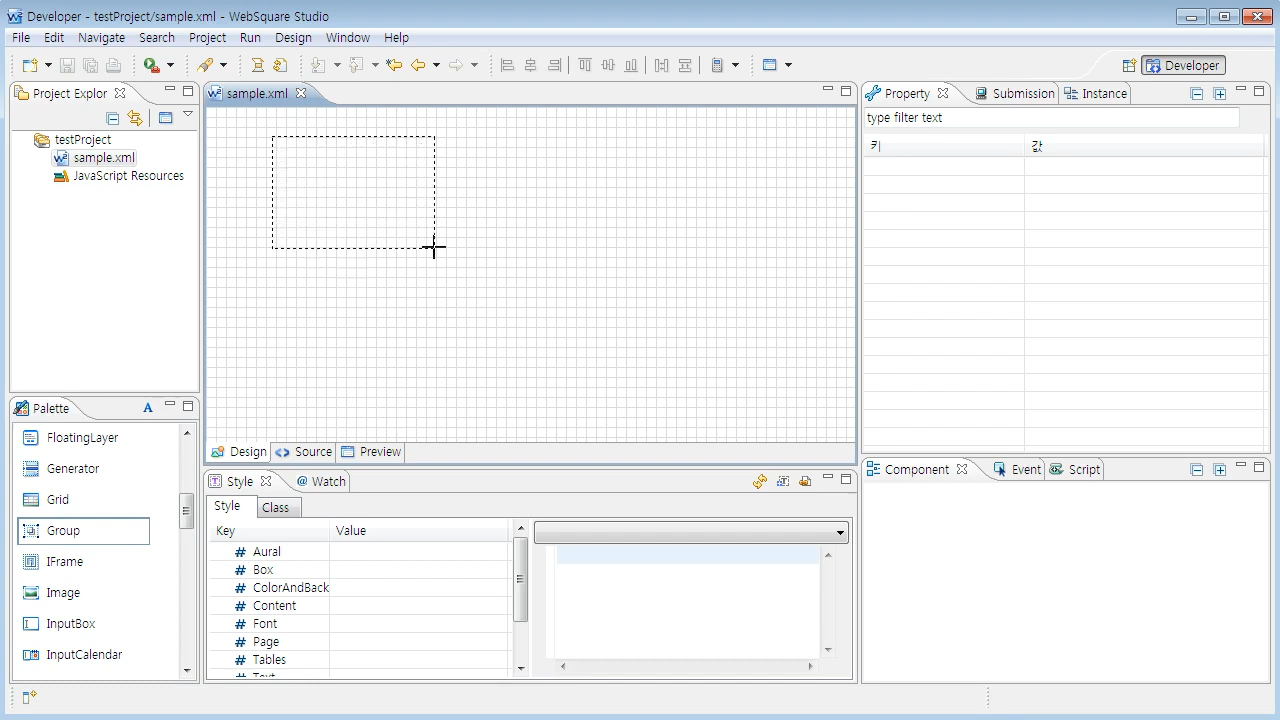 Developer - testProject/sample.xml - WebSquare Studio
File Edit Navigate Search Project Run Design Window Help
Developer
Project Explor
testProject
sample.xml
JavaScript Resources
Palette A
FloatingLayer
Generator
Grid
Group
IFrame
Image
InputBox
InputCalendar
sample.xml
Design Source Preview
Style @ Watch
Style Class
Key Value
# Aural
# Box
# ColorAndBack
# Content
# Font
# Page
# Tables
Property Submission Instance
type filter text
키 값
Component Event Script